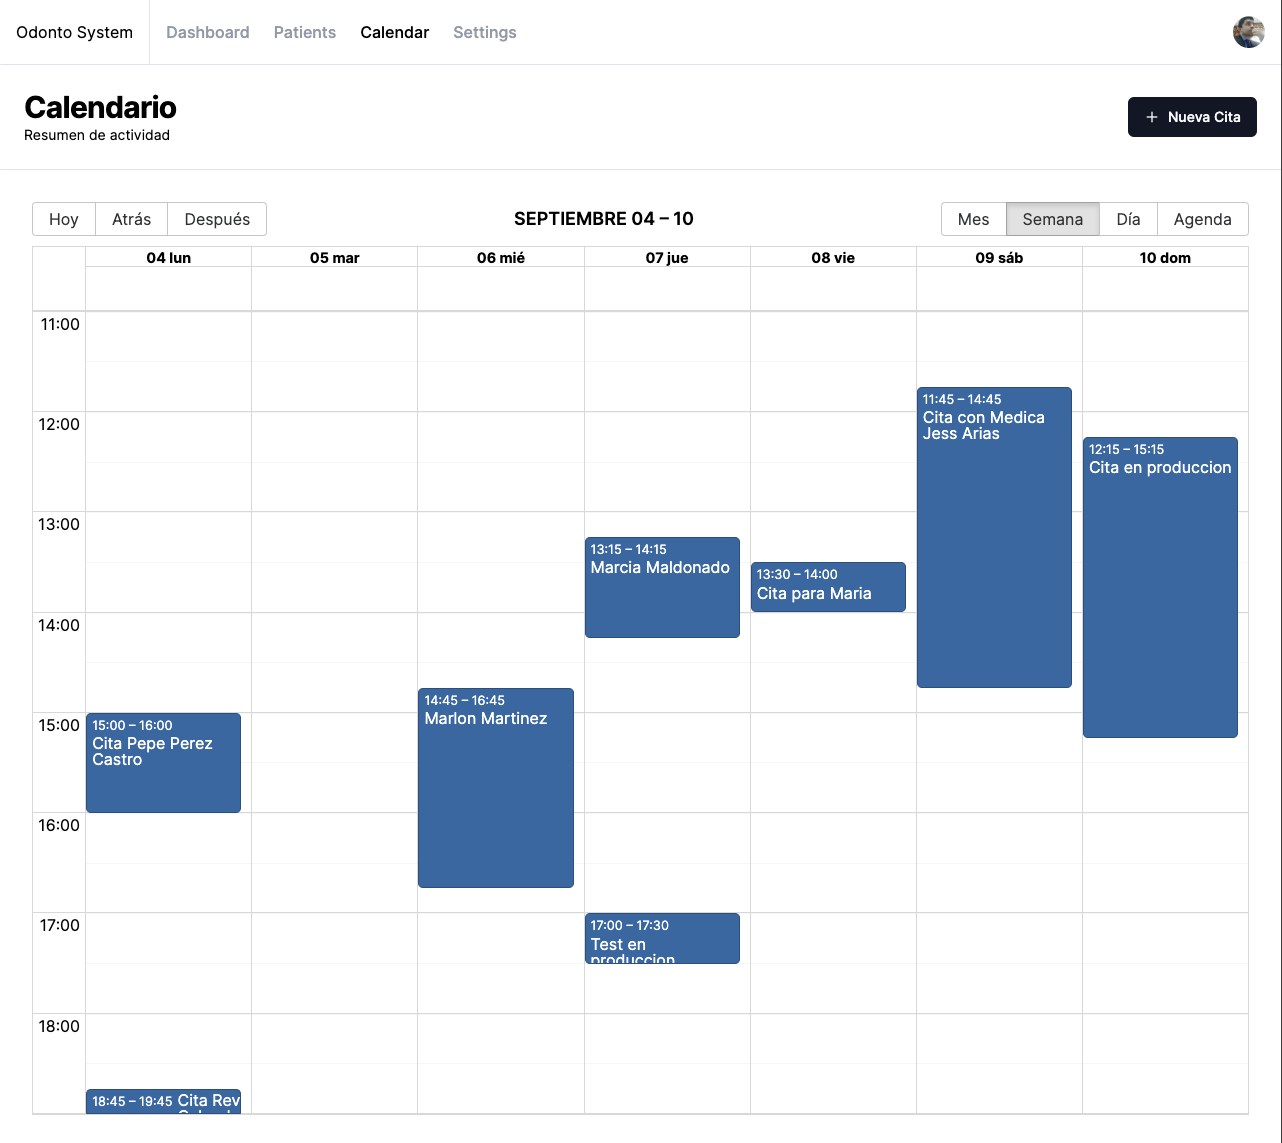 Odonto System
Dashboard
Patients
Calendar
Settings
Calendario
Resumen de actividad
+ Nueva Cita
Hoy
Atrás
Después
SEPTIEMBRE 04 – 10
Mes
Semana
Día
Agenda
04 lun
05 mar
06 mié
07 jue
08 vie
09 sáb
10 dom
11:00
11:45 – 14:45
Cita con Medica
Jess Arias
12:00
12:15 – 15:15
Cita en produccion
13:00
13:15 – 14:15
Marcia Maldonado
13:30 – 14:00
Cita para Maria
14:00
14:45 – 16:45
Marlon Martinez
15:00
15:00 – 16:00
Cita Pepe Perez
Castro
16:00
17:00
17:00 – 17:30
Test en
produccion
18:00
18:45 – 19:45 Cita Rev